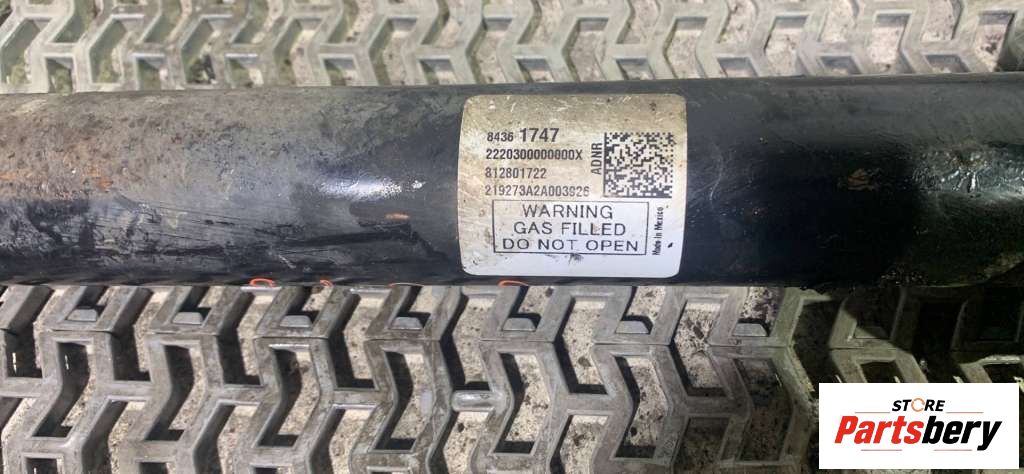 8436 1747
2220300000000X
812801722
219273A2A003926
ADNR
WARNING
GAS FILLED
DO NOT OPEN
Made in Mexico
STORE
Partsbery